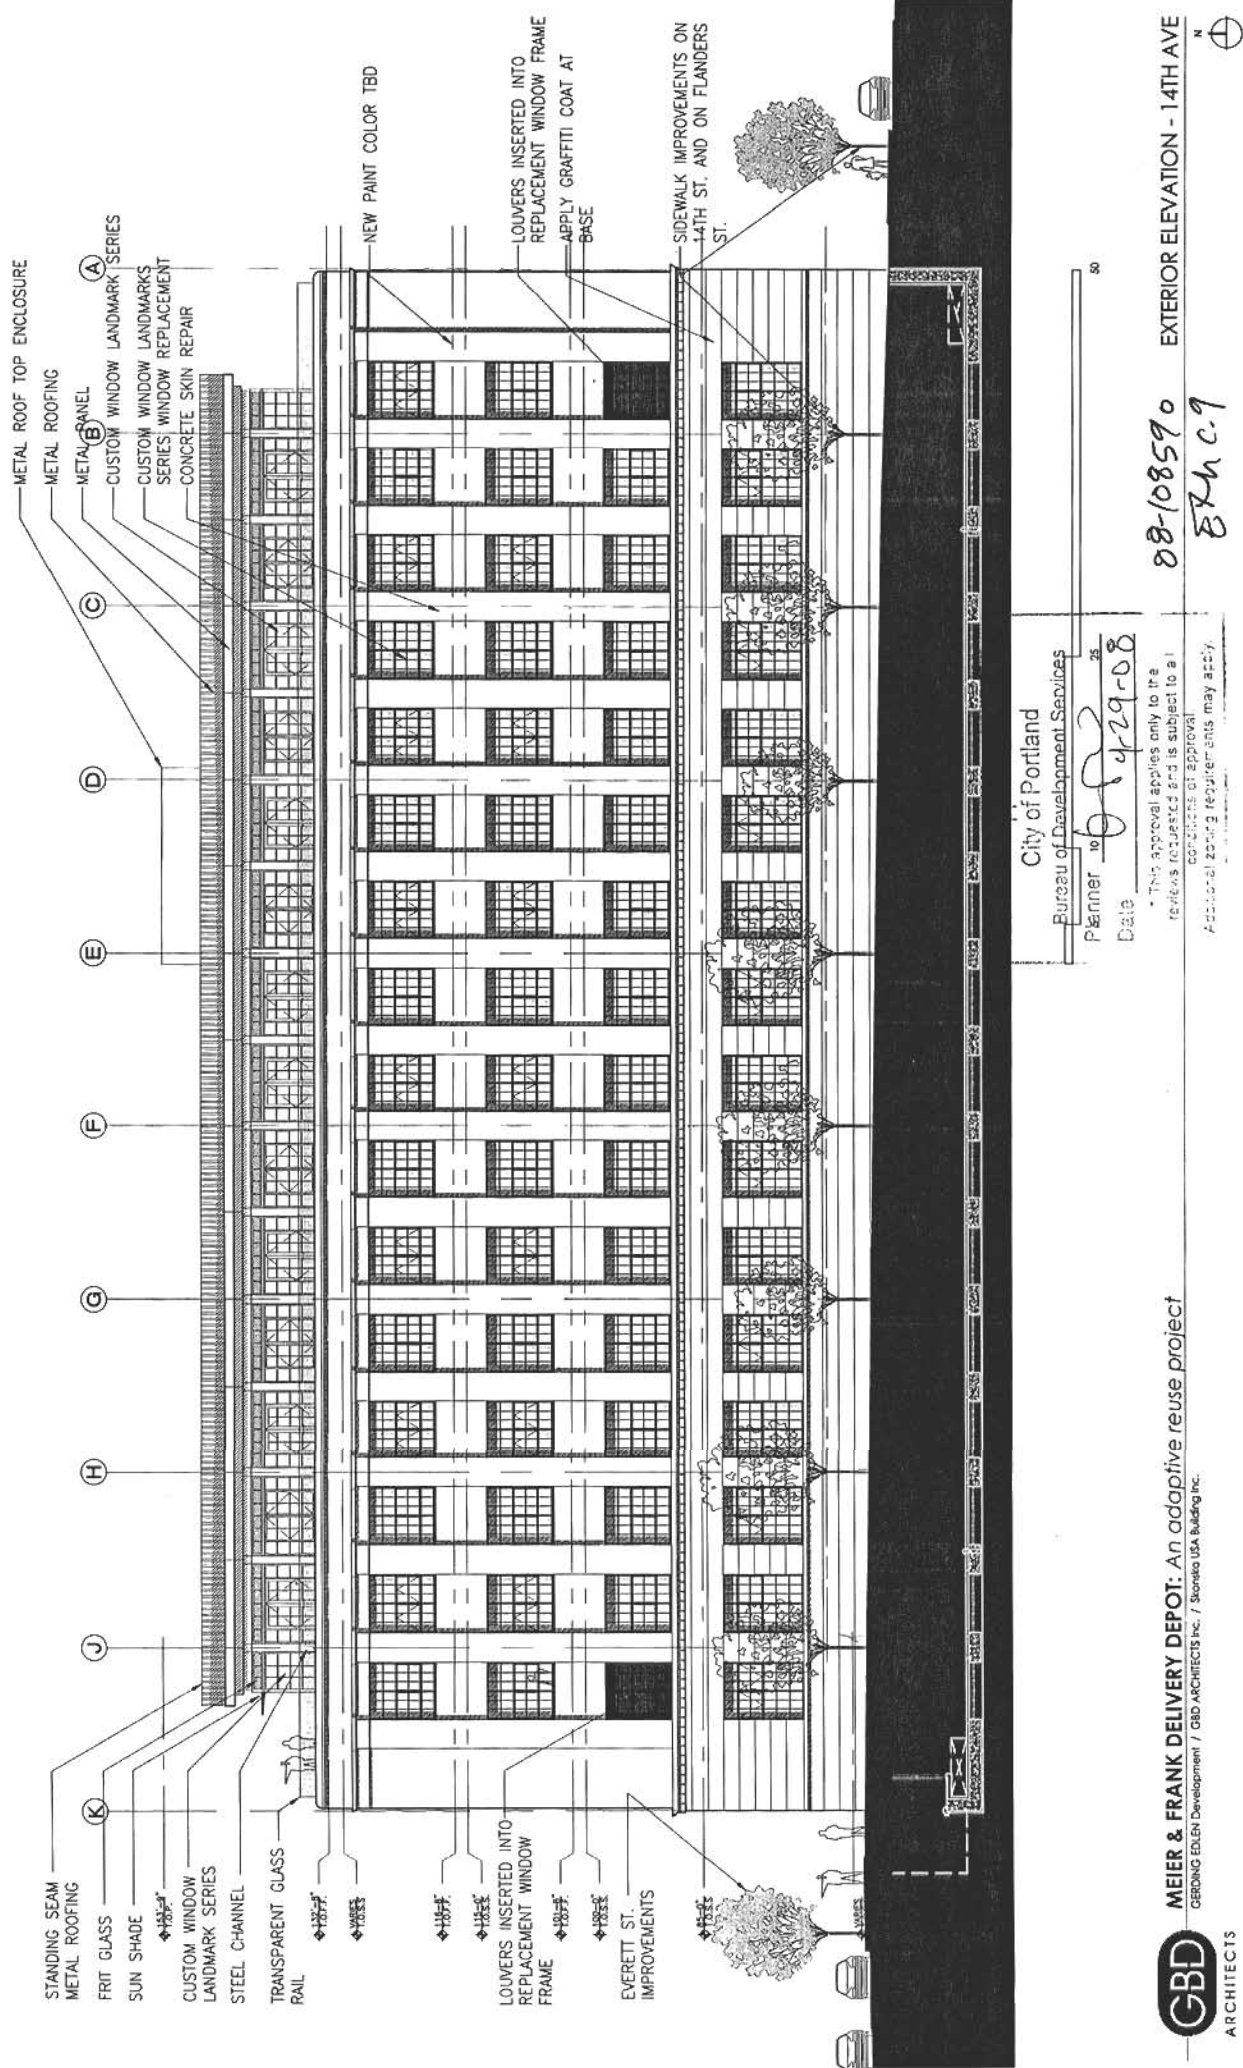 METAL ROOF TOP ENCLOSURE
METAL ROOFING
METAL PANEL
CUSTOM WINDOW LANDMARK SERIES
CUSTOM WINDOW LANDMARKS
SERIES WINDOW REPLACEMENT
CONCRETE SKIN REPAIR
K
J
H
G
F
E
D
C
B
A
STANDING SEAM
METAL ROOFING
FRIT GLASS
SUN SHADE
CUSTOM WINDOW
LANDMARK SERIES
STEEL CHANNEL
TRANSPARENT GLASS
RAIL
VARIES
T.O.S.S
LOUVERS INSERTED INTO
REPLACEMENT WINDOW
FRAME
EVERETT ST.
IMPROVEMENTS
VARIES
NEW PAINT COLOR TBD
LOUVERS INSERTED INTO
REPLACEMENT WINDOW FRAME
APPLY GRAFFITI COAT AT
BASE
SIDEWALK IMPROVEMENTS ON
14TH ST. AND ON FLANDERS
ST.
City of Portland
Bureau of Development Services
Planner
10 25 50
Date 4-29-08
* This approval applies only to the
reviews requested and is subject to all
conditions of approval
Additional zoning requirements may apply.
GBD
ARCHITECTS
MEIER & FRANK DELIVERY DEPOT: An adaptive reuse project
GERDING EDLEN Development / GBD ARCHITECTS Inc. / Skanska USA Building Inc.
08-108590
Exh C.9
EXTERIOR ELEVATION - 14TH AVE
N